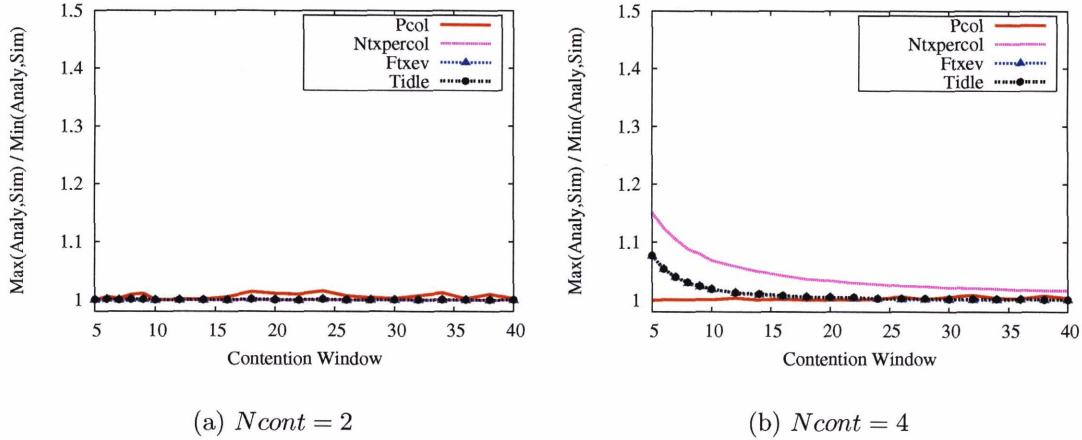 Max(Analy,Sim) / Min(Analy,Sim)
1.5
1.4
1.3
1.2
1.1
1
Pcol
Ntxpercol
Ftxev
Tidle
5 10 15 20 25 30 35 40
Contention Window
(a) Ncont = 2
Max(Analy,Sim) / Min(Analy,Sim)
1.5
1.4
1.3
1.2
1.1
1
Pcol
Ntxpercol
Ftxev
Tidle
5 10 15 20 25 30 35 40
Contention Window
(b) Ncont = 4